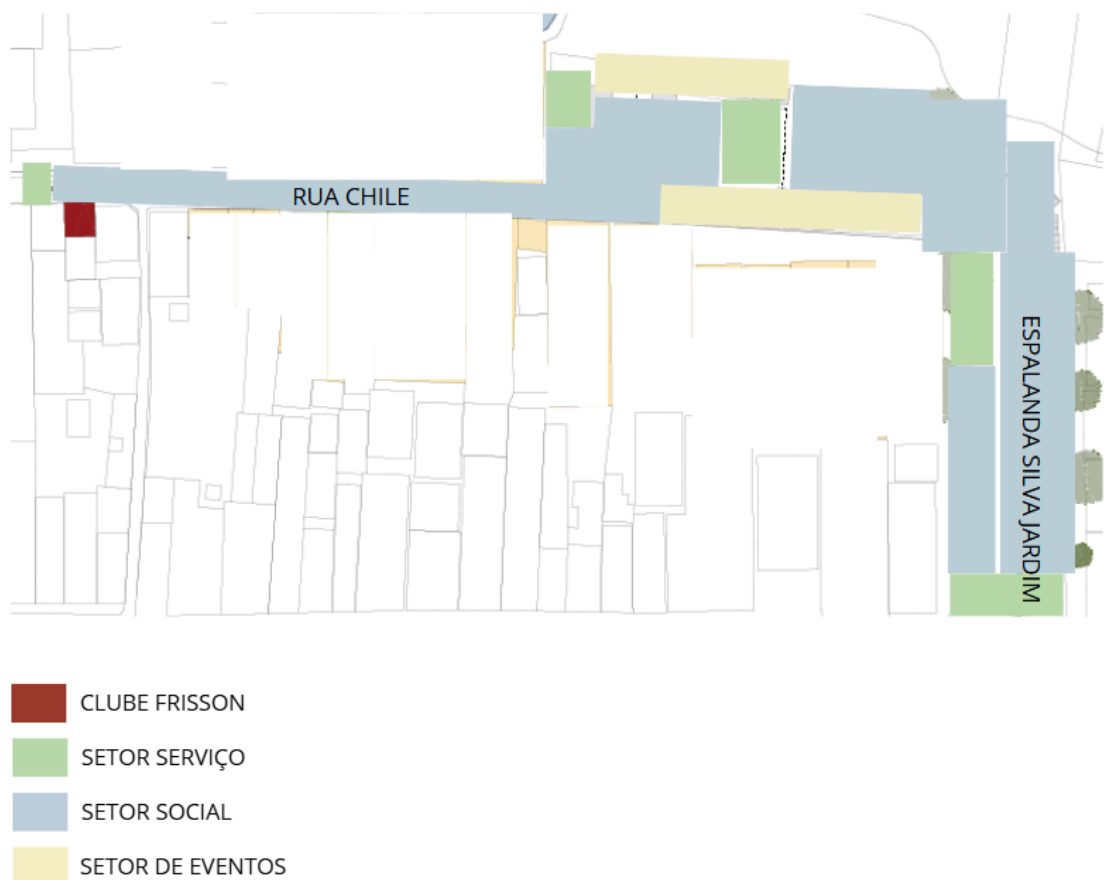 RUA CHILE
ESPALANDA SILVA JARDIM
CLUBE FRISSON
SETOR SERVIÇO
SETOR SOCIAL
SETOR DE EVENTOS